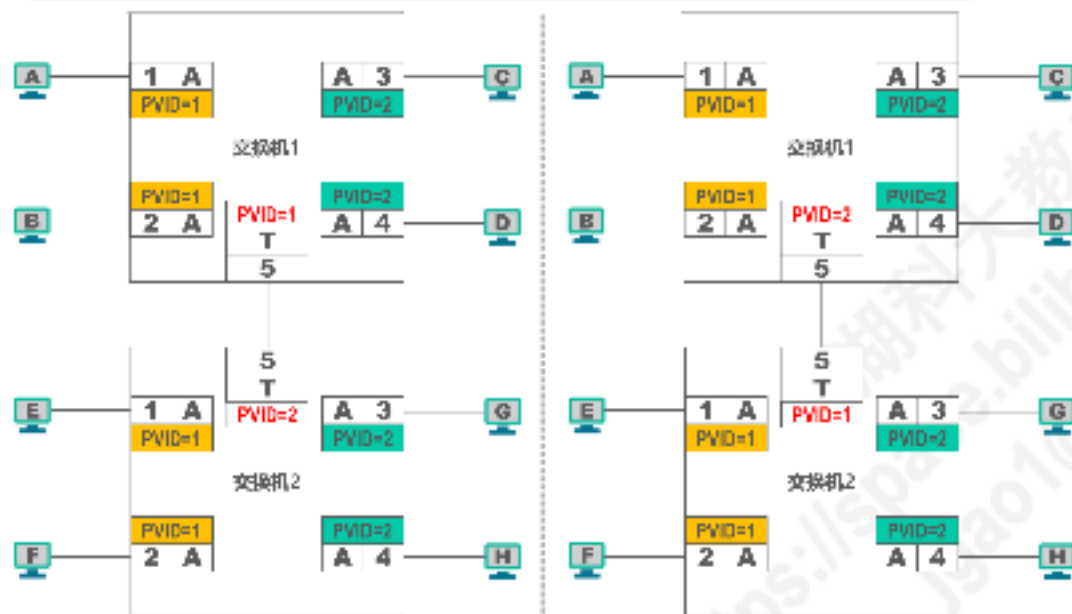 A 1 A A 3 C
PVID=1 PVID=2
交换机1
PVID=1 PVID=2
B 2 A PVID=1 A 4 D
T
5
5
T
E 1 A PVID=2 A 3 G
PVID=1 PVID=2
交换机2
PVID=1 PVID=2
F 2 A A 4 H
A 1 A A 3 C
PVID=1 PVID=2
交换机1
PVID=1 PVID=2
B 2 A PVID=2 A 4 D
T
5
5
T
E 1 A PVID=1 A 3 G
PVID=1 PVID=2
交换机2
PVID=1 PVID=2
F 2 A A 4 H
湖科大教